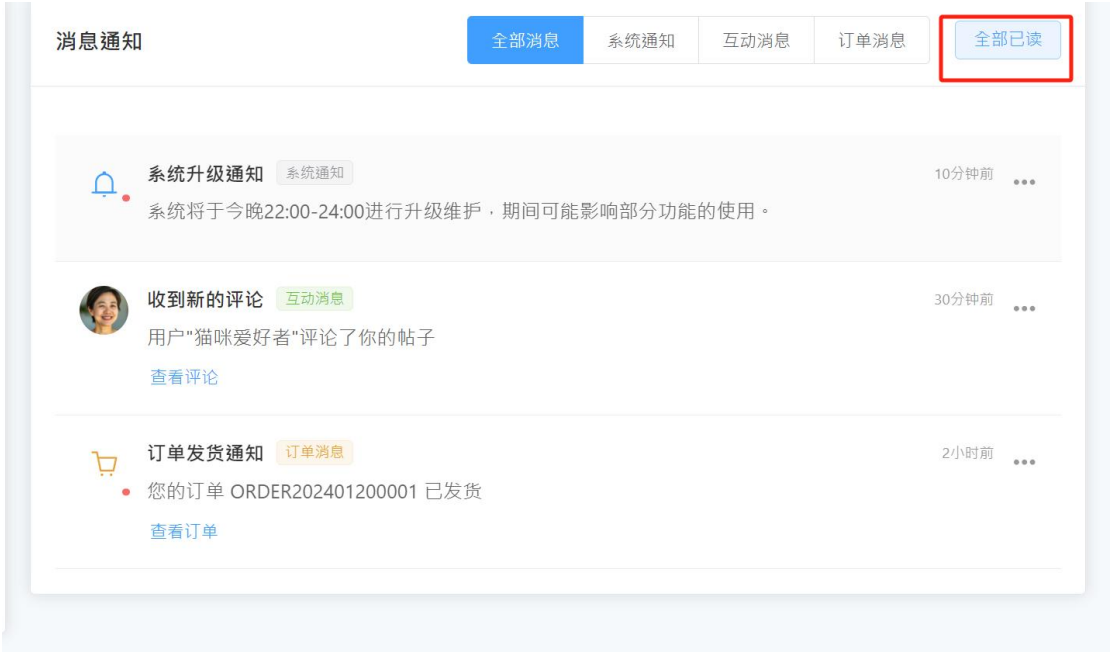 消息通知
全部消息 系统通知 互动消息 订单消息 全部已读
系统升级通知 系统通知 10分钟前
系统将于今晚22:00-24:00进行升级维护，期间可能影响部分功能的使用。
收到新的评论 互动消息 30分钟前
用户"猫咪爱好者"评论了你的帖子
查看评论
订单发货通知 订单消息 2小时前
您的订单 ORDER202401200001 已发货
查看订单